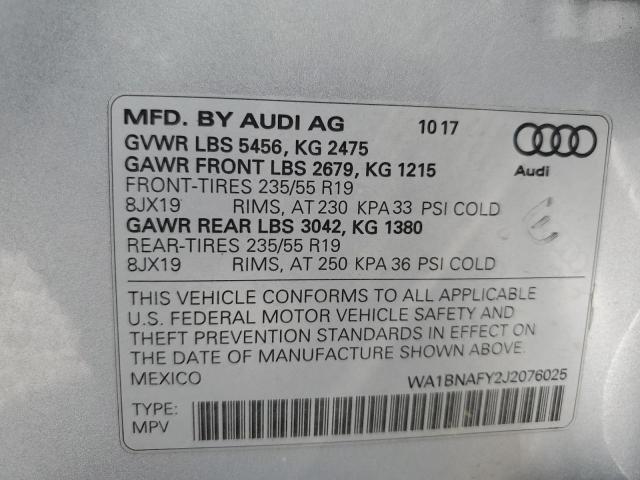 MFD. BY AUDI AG 10 17
GVWR LBS 5456, KG 2475
GAWR FRONT LBS 2679, KG 1215
FRONT-TIRES 235/55 R19
8JX19 RIMS, AT 230 KPA 33 PSI COLD
GAWR REAR LBS 3042, KG 1380
REAR-TIRES 235/55 R19
8JX19 RIMS, AT 250 KPA 36 PSI COLD
Audi
THIS VEHICLE CONFORMS TO ALL APPLICABLE
U.S. FEDERAL MOTOR VEHICLE SAFETY AND
THEFT PREVENTION STANDARDS IN EFFECT ON
THE DATE OF MANUFACTURE SHOWN ABOVE.
MEXICO WA1BNAFY2J2076025
TYPE:
MPV